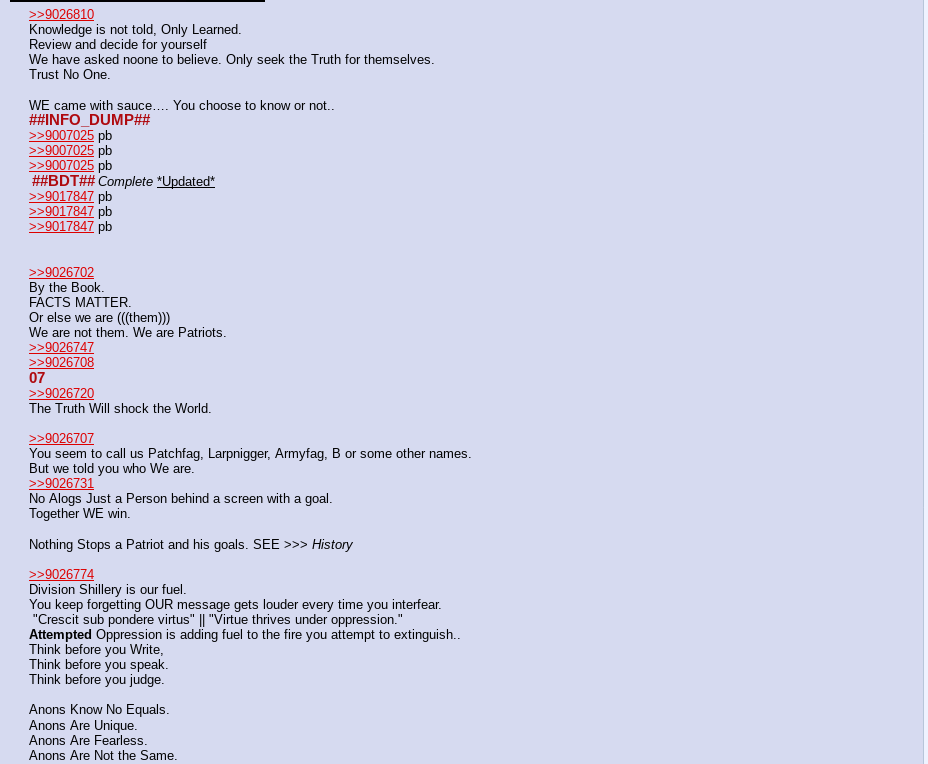 >>9026810
Knowledge is not told, Only Learned.
Review and decide for yourself
We have asked noone to believe. Only seek the Truth for themselves.
Trust No One.
WE came with sauce…. You choose to know or not..
##INFO_DUMP##
>>9007025 pb
>>9007025 pb
>>9007025 pb
##BDT## Complete *Updated*
>>9017847 pb
>>9017847 pb
>>9017847 pb
>>9026702
By the Book.
FACTS MATTER.
Or else we are (((them)))
We are not them. We are Patriots.
>>9026747
>>9026708
07
>>9026720
The Truth Will shock the World.
>>9026707
You seem to call us Patchfag, Larpnigger, Armyfag, B or some other names.
But we told you who We are.
>>9026731
No Alogs Just a Person behind a screen with a goal.
Together WE win.
Nothing Stops a Patriot and his goals. SEE >>> History
>>9026774
Division Shillery is our fuel.
You keep forgetting OUR message gets louder every time you interfear.
"Crescit sub pondere virtus" || "Virtue thrives under oppression."
Attempted Oppression is adding fuel to the fire you attempt to extinguish..
Think before you Write,
Think before you speak.
Think before you judge.
Anons Know No Equals.
Anons Are Unique.
Anons Are Fearless.
Anons Are Not the Same.